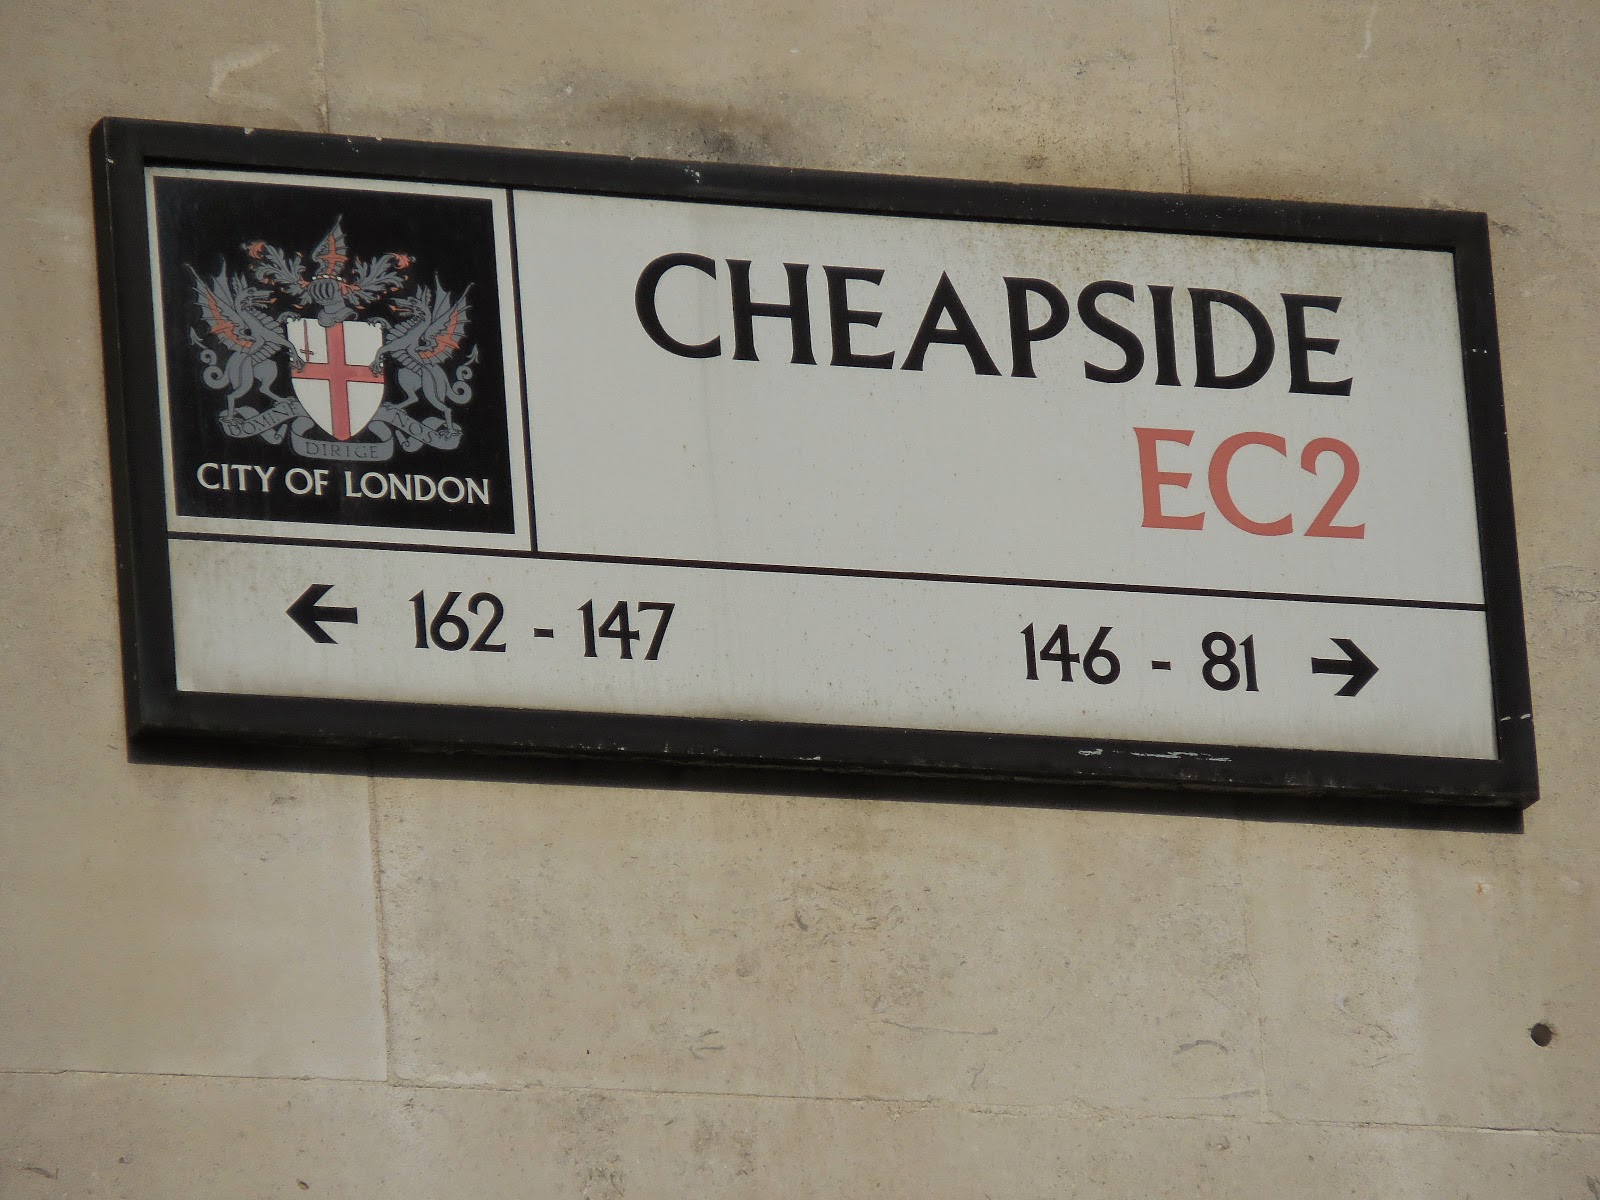 DOMINE DIRIGE NOS
CITY OF LONDON
CHEAPSIDE
EC2
← 162 - 147
146 - 81 →